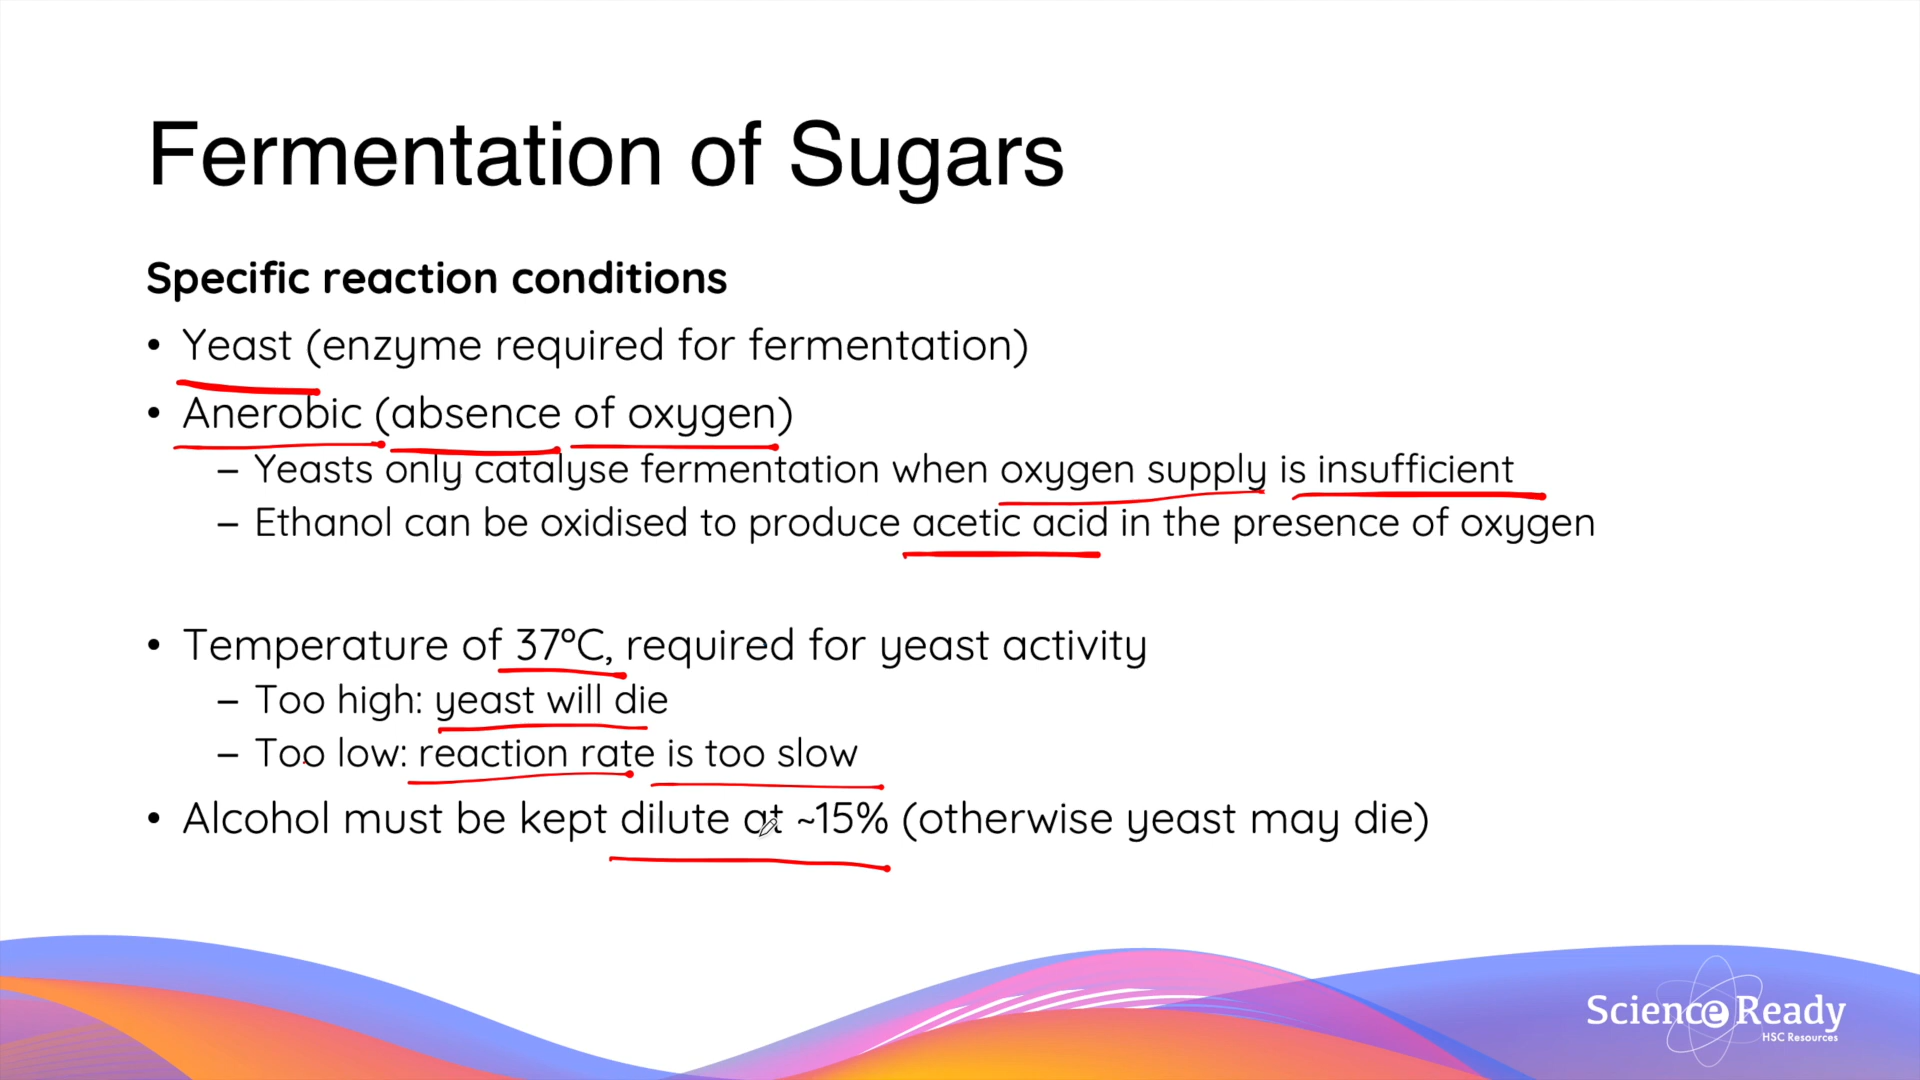 Fermentation of Sugars
Specific reaction conditions
• Yeast (enzyme required for fermentation)
• Anerobic (absence of oxygen)
– Yeasts only catalyse fermentation when oxygen supply is insufficient
– Ethanol can be oxidised to produce acetic acid in the presence of oxygen
• Temperature of 37°C, required for yeast activity
– Too high: yeast will die
– Too low: reaction rate is too slow
• Alcohol must be kept dilute at ~15% (otherwise yeast may die)
Science Ready
HSC Resources